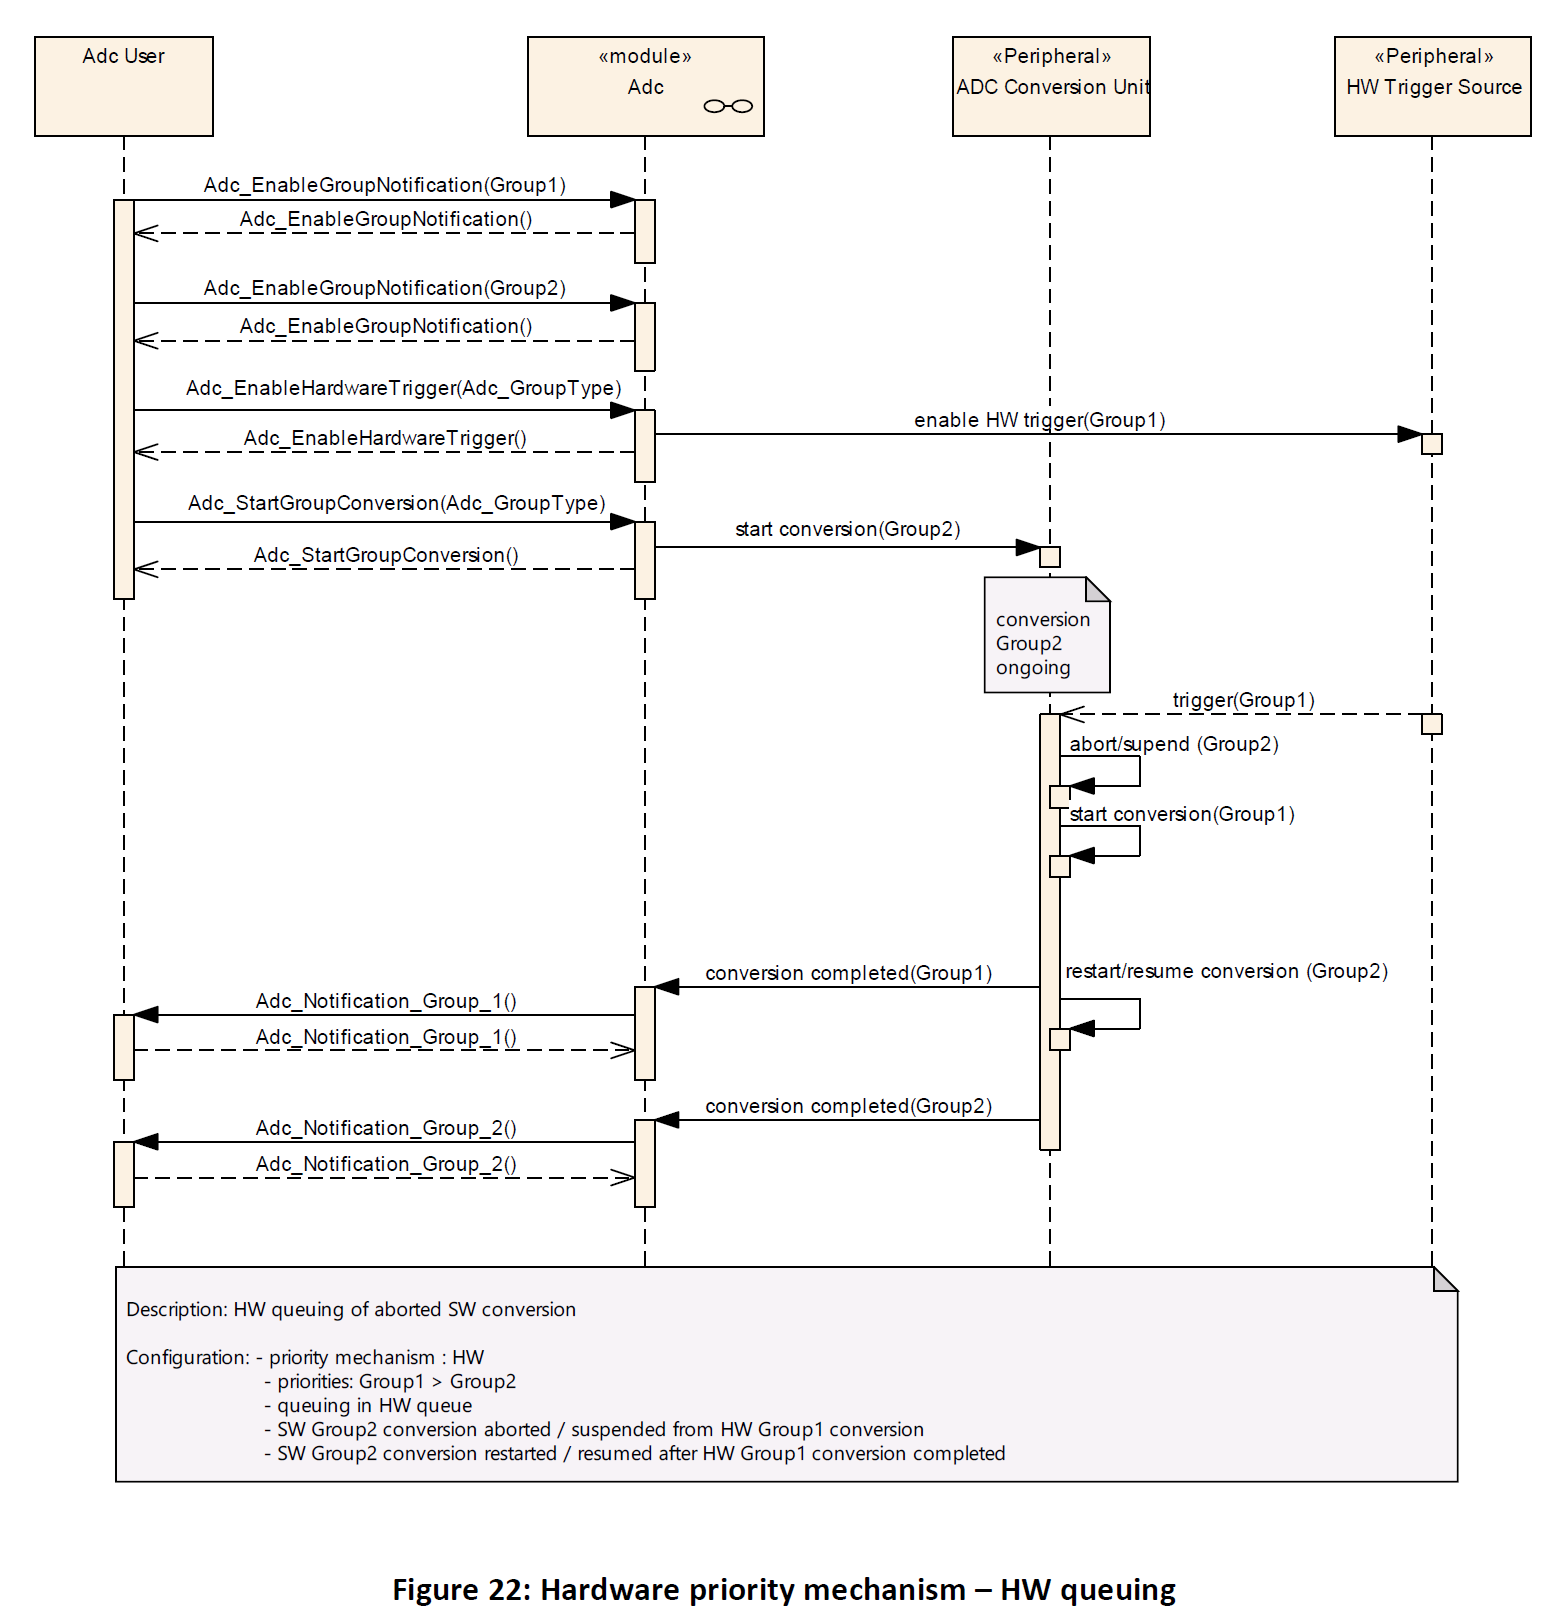 Adc User
«module»
Adc
«Peripheral»
ADC Conversion Unit
«Peripheral»
HW Trigger Source
Adc_EnableGroupNotification(Group1)
Adc_EnableGroupNotification()
Adc_EnableGroupNotification(Group2)
Adc_EnableGroupNotification()
Adc_EnableHardwareTrigger(Adc_GroupType)
enable HW trigger(Group1)
Adc_EnableHardwareTrigger()
Adc_StartGroupConversion(Adc_GroupType)
start conversion(Group2)
Adc_StartGroupConversion()
conversion
Group2
ongoing
trigger(Group1)
abort/supend (Group2)
start conversion(Group1)
conversion completed(Group1)
restart/resume conversion (Group2)
Adc_Notification_Group_1()
Adc_Notification_Group_1()
conversion completed(Group2)
Adc_Notification_Group_2()
Adc_Notification_Group_2()
Description: HW queuing of aborted SW conversion
Configuration: - priority mechanism : HW
- priorities: Group1 > Group2
- queuing in HW queue
- SW Group2 conversion aborted / suspended from HW Group1 conversion
- SW Group2 conversion restarted / resumed after HW Group1 conversion completed
Figure 22: Hardware priority mechanism – HW queuing